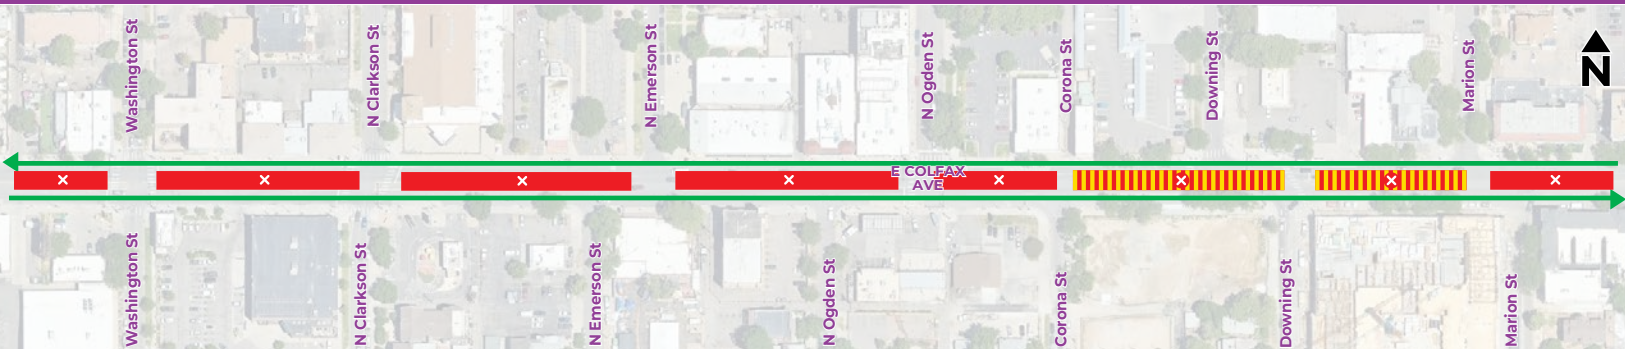 Washington St
N Clarkson St
N Emerson St
N Ogden St
Corona St
Downing St
Marion St
N
E COLFAX
AVE
Washington St
N Clarkson St
N Emerson St
N Ogden St
Corona St
Downing St
Marion St